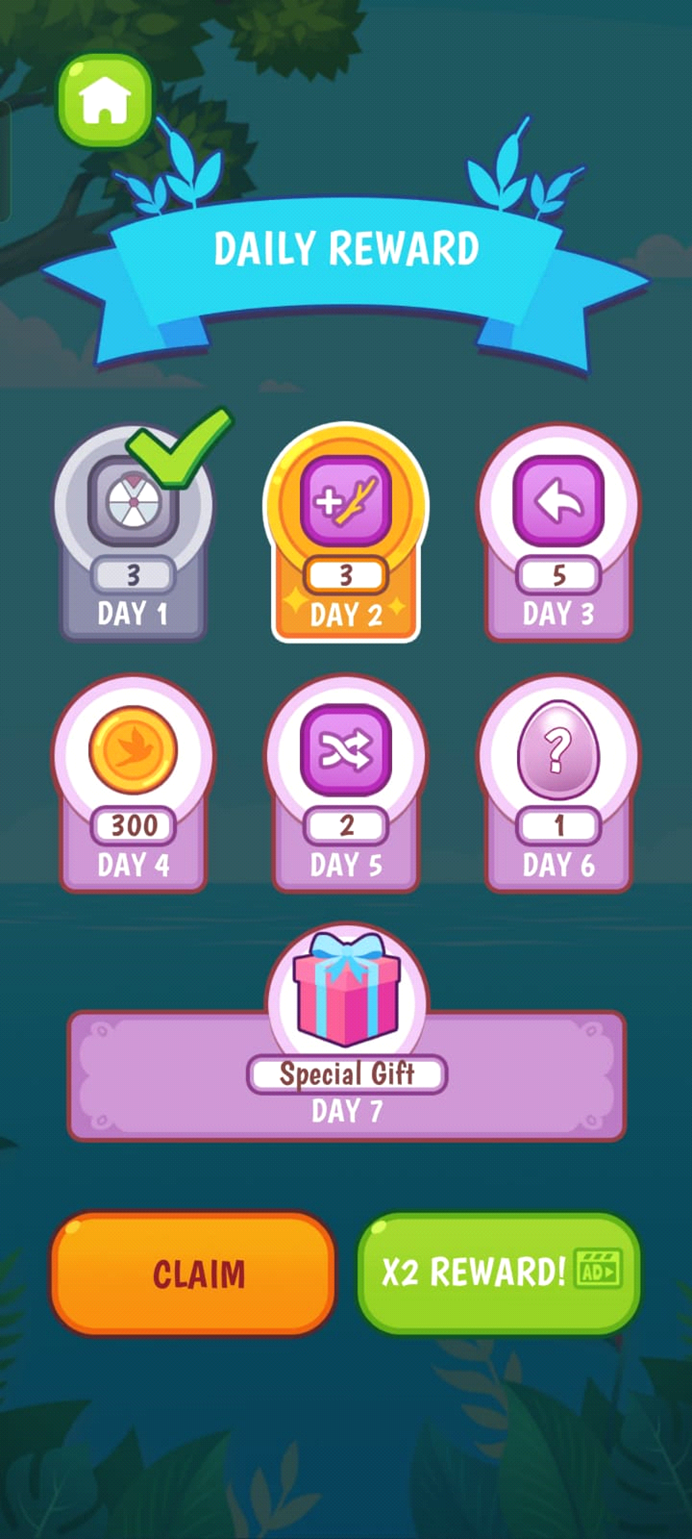 DAILY REWARD
3
DAY 1
3
DAY 2
5
DAY 3
300
DAY 4
2
DAY 5
?
1
DAY 6
Special Gift
DAY 7
CLAIM
X2 REWARD! AD